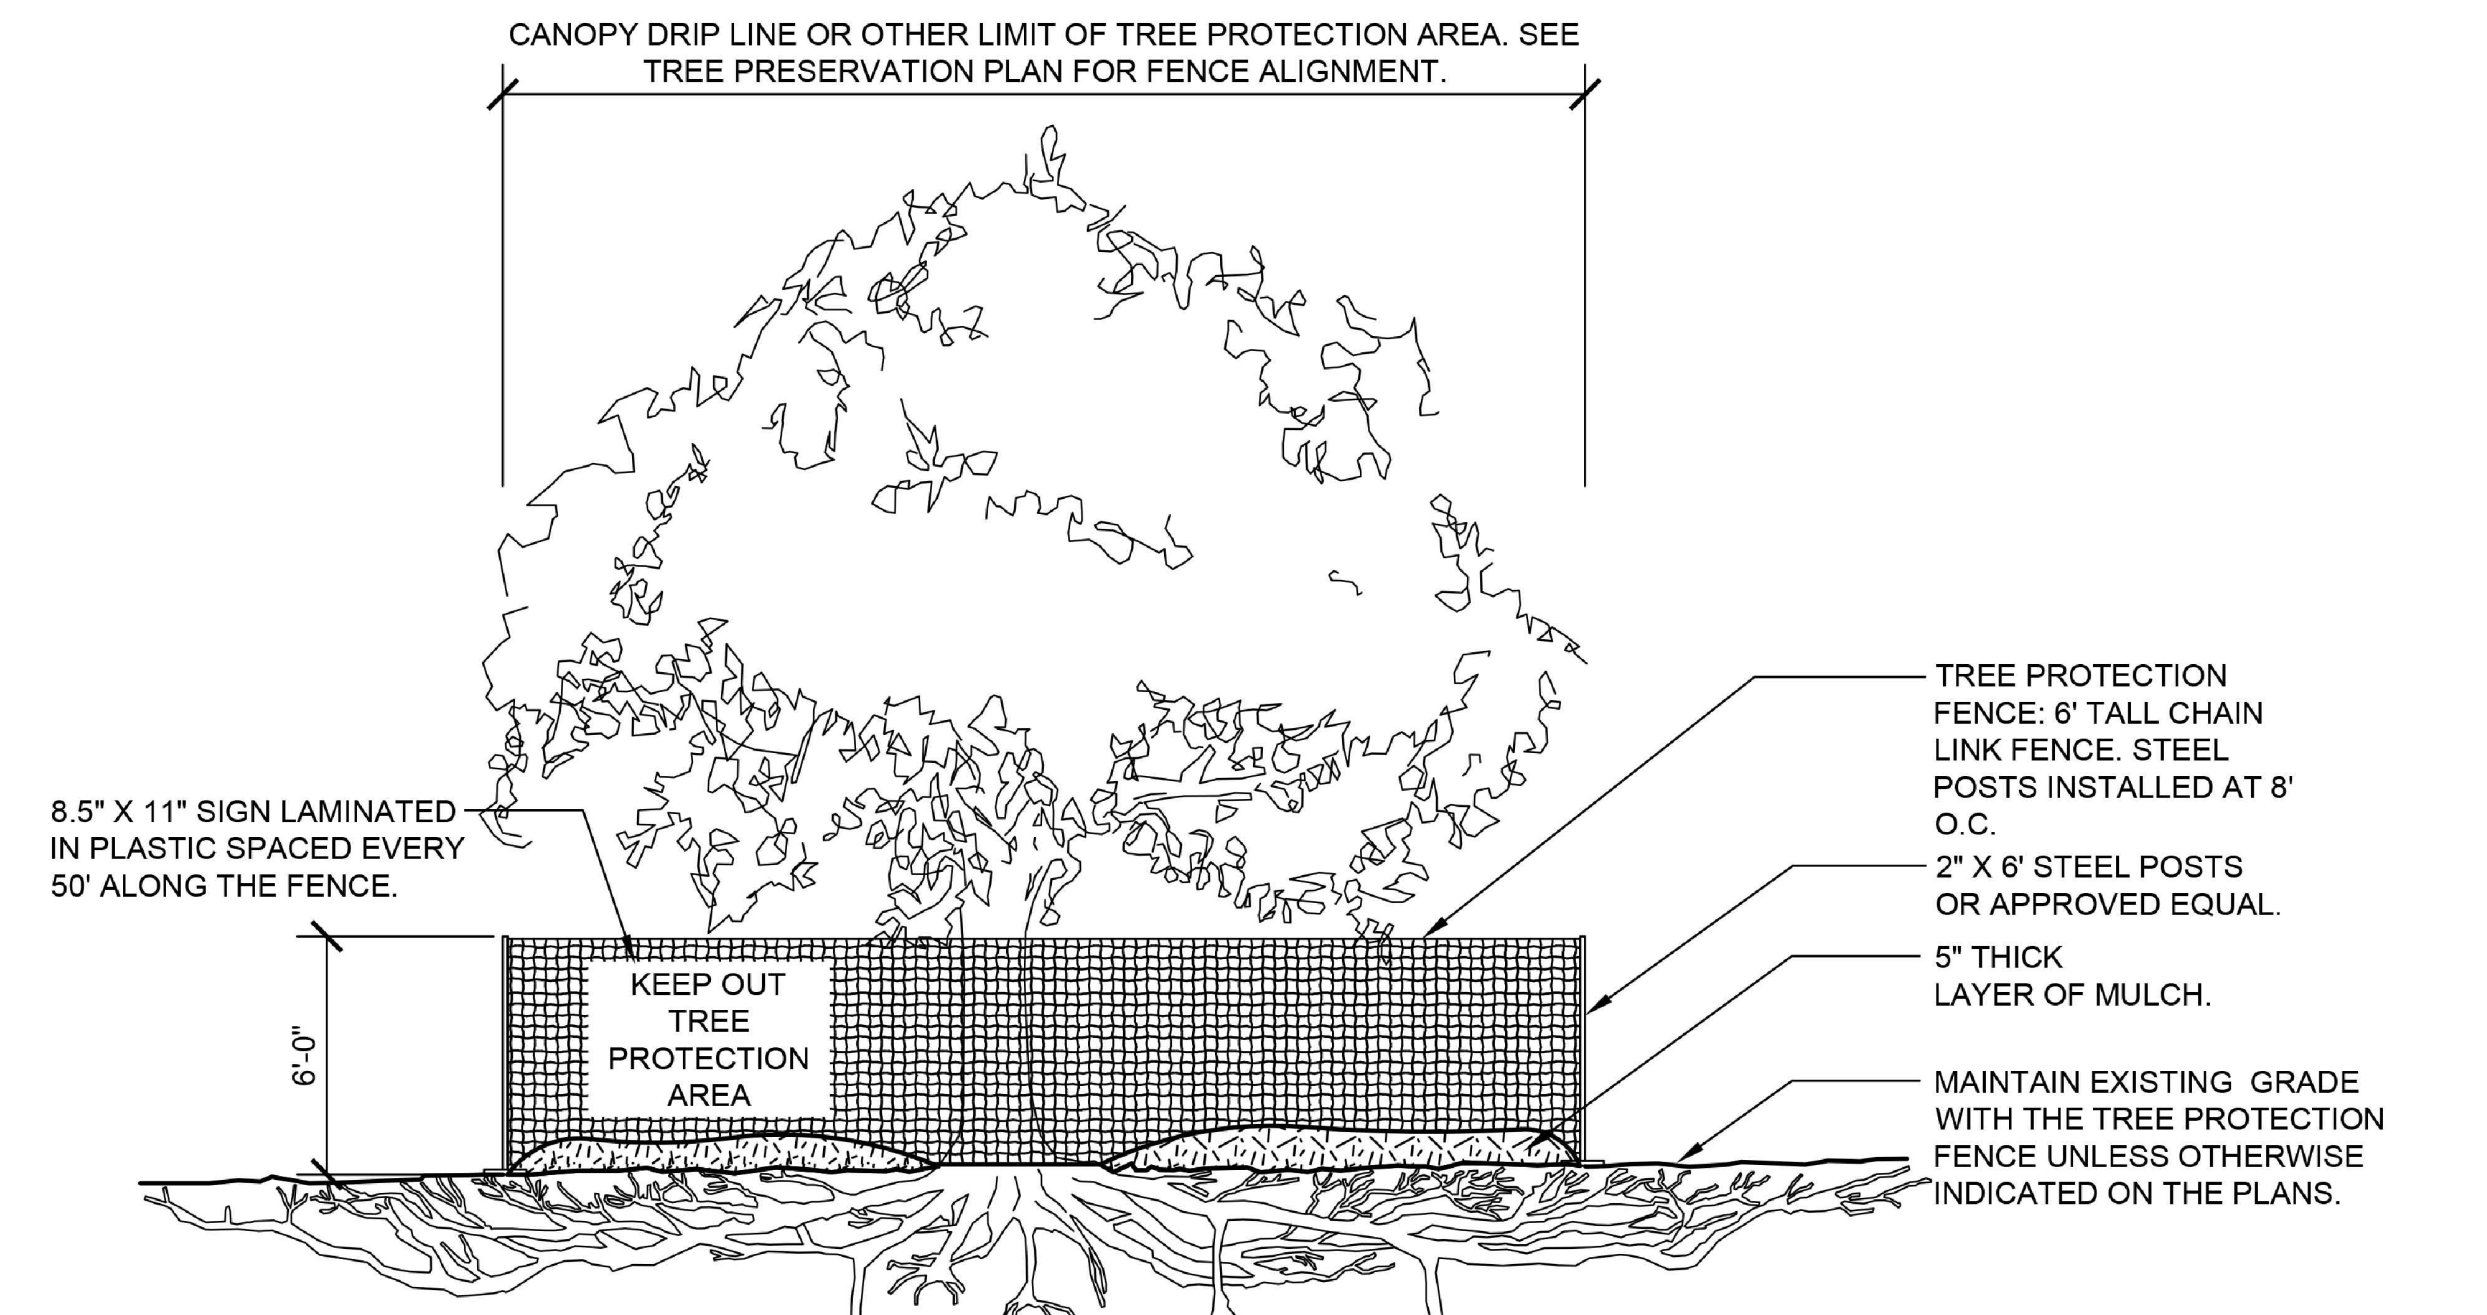 CANOPY DRIP LINE OR OTHER LIMIT OF TREE PROTECTION AREA. SEE
TREE PRESERVATION PLAN FOR FENCE ALIGNMENT.
8.5" X 11" SIGN LAMINATED
IN PLASTIC SPACED EVERY
50' ALONG THE FENCE.
6'-0"
KEEP OUT
TREE
PROTECTION
AREA
TREE PROTECTION
FENCE: 6' TALL CHAIN
LINK FENCE. STEEL
POSTS INSTALLED AT 8'
O.C.
2" X 6' STEEL POSTS
OR APPROVED EQUAL.
5" THICK
LAYER OF MULCH.
MAINTAIN EXISTING  GRADE
WITH THE TREE PROTECTION
FENCE UNLESS OTHERWISE
INDICATED ON THE PLANS.